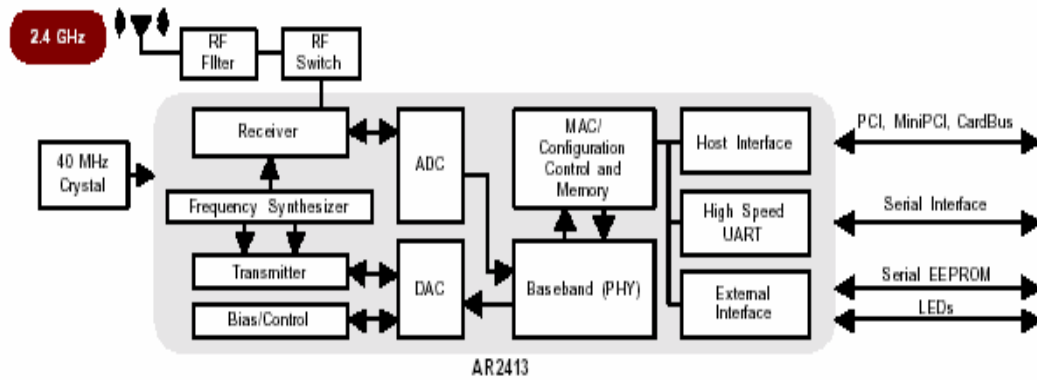 2.4 GHz
RF
FIlter
RF
Switch
40 MHz
Crystal
Receiver
Frequency Synthesizer
Transmitter
Bias/Control
ADC
DAC
MAC/
Configuration
Control and
Memory
Baseband (PHY)
Host Interface
High Speed
UART
External
Interface
PCI, MiniPCI, CardBus
Serial Interface
Serial EEPROM
LEDs
AR2413